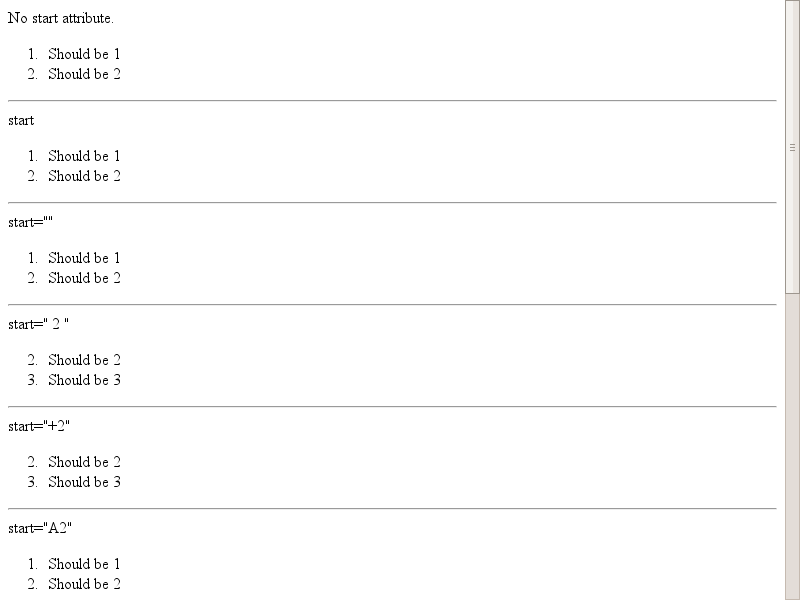 No start attribute.
1. Should be 1
2. Should be 2
start
1. Should be 1
2. Should be 2
start=""
1. Should be 1
2. Should be 2
start=" 2 "
2. Should be 2
3. Should be 3
start="+2"
2. Should be 2
3. Should be 3
start="A2"
1. Should be 1
2. Should be 2